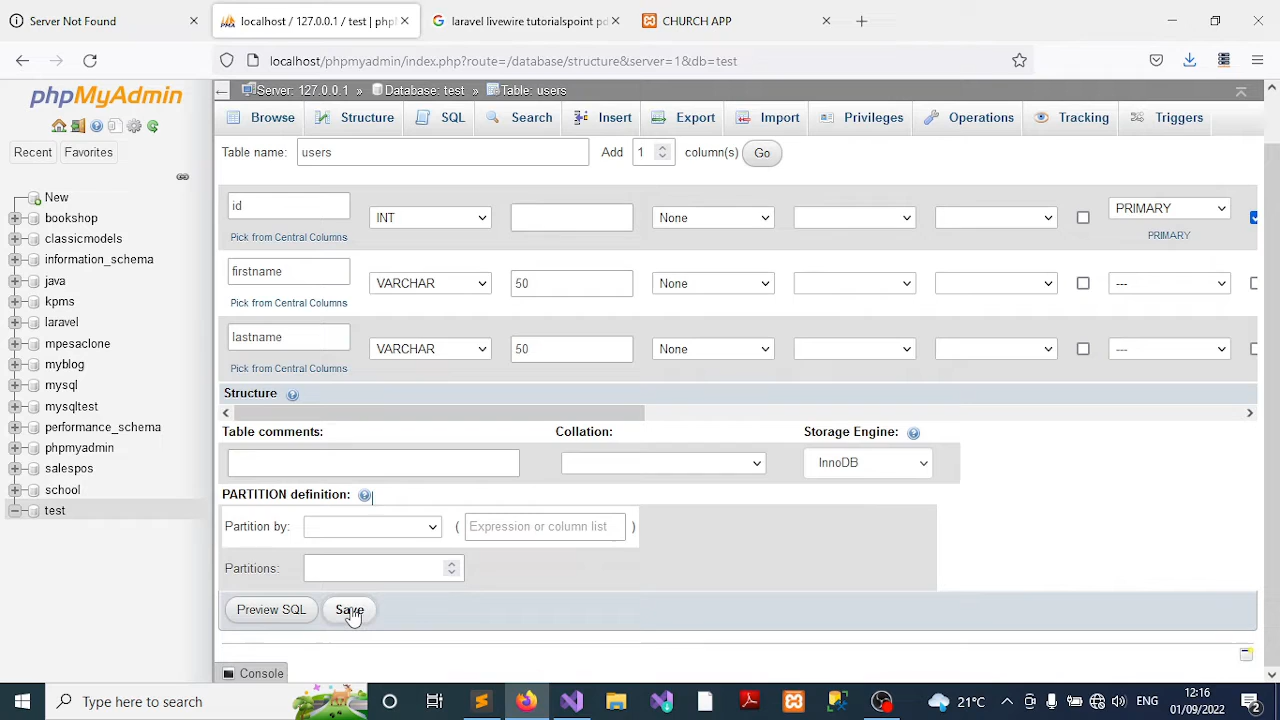 Server Not Found
localhost / 127.0.0.1 / test | phpl
laravel livewire tutorialspoint pd
CHURCH APP
localhost/phpmyadmin/index.php?route=/database/structure&server=1&db=test
phpMyAdmin
Server: 127.0.0.1 » Database: test » Table: users
Browse Structure SQL Search Insert Export Import Privileges Operations Tracking Triggers
Recent Favorites
Table name: users Add 1 column(s) Go
New
bookshop
classicmodels
information_schema
java
kpms
laravel
mpesaclone
myblog
mysql
mysqltest
performance_schema
phpmyadmin
salespos
school
test
id INT None PRIMARY
Pick from Central Columns PRIMARY
firstname VARCHAR 50 None ---
Pick from Central Columns
lastname VARCHAR 50 None ---
Pick from Central Columns
Structure
Table comments: Collation: Storage Engine:
InnoDB
PARTITION definition:
Partition by: ( Expression or column list )
Partitions:
Preview SQL Save
Console
Type here to search
21°C
ENG
12:16
01/09/2022
2